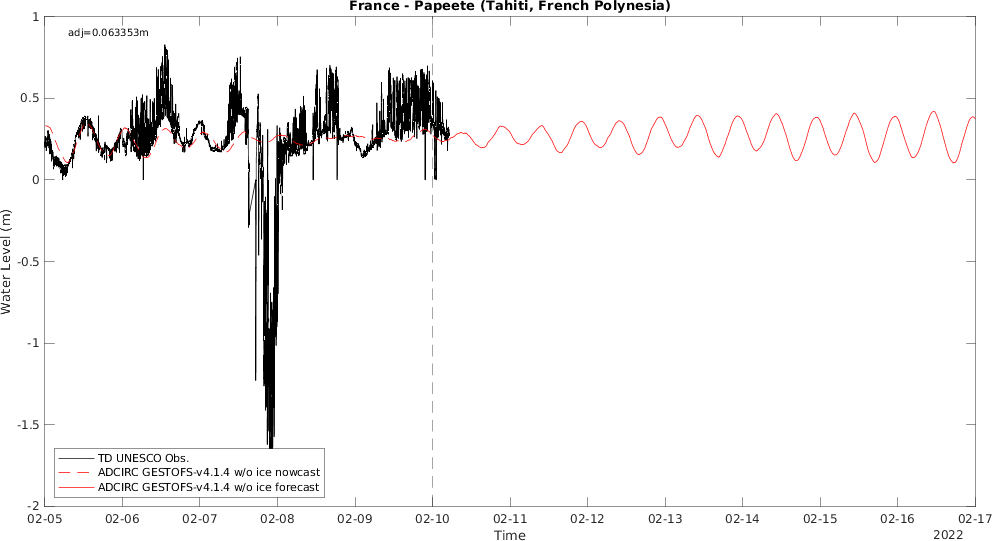 France - Papeete (Tahiti, French Polynesia)
adj=0.063353m
1
0.5
0
-0.5
-1
-1.5
-2
Water Level (m)
TD UNESCO Obs.
ADCIRC GESTOFS-v4.1.4 w/o ice nowcast
ADCIRC GESTOFS-v4.1.4 w/o ice forecast
02-05 02-06 02-07 02-08 02-09 02-10 02-11 02-12 02-13 02-14 02-15 02-16 02-17
Time
2022